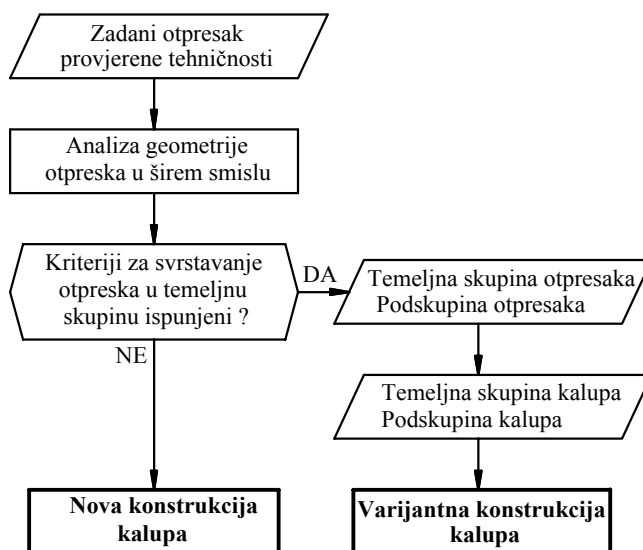 Zadani otpresak
provjerene tehničnosti
Analiza geometrije
otpreska u širem smislu
Kriteriji za svrstavanje
otpreska u temeljnu
skupinu ispunjeni ?
DA
NE
Temeljna skupina otpresaka
Podskupina otpresaka
Temeljna skupina kalupa
Podskupina kalupa
Nova konstrukcija
kalupa
Varijantna konstrukcija
kalupa